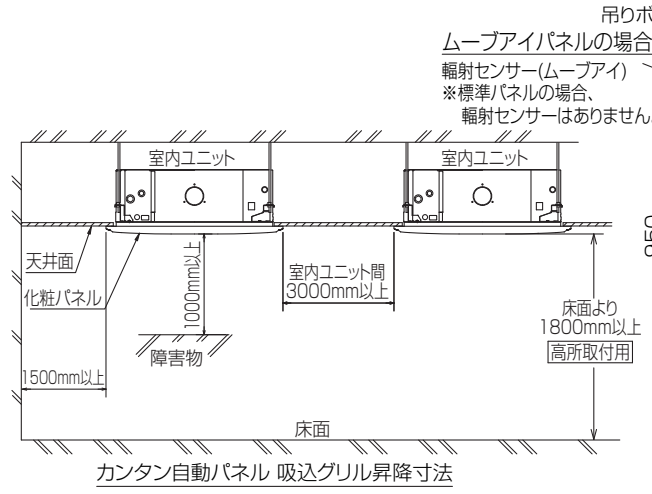 吊りボ
ムーブアイパネルの場合
輻射センサー(ムーブアイ)
※標準パネルの場合、
輻射センサーはありません。
室内ユニット
室内ユニット
天井面
化粧パネル
1000mm以上
室内ユニット間
3000mm以上
障害物
1500mm以上
床面より
1800mm以上
高所取付用
床面
カンタン自動パネル 吸込グリル昇降寸法